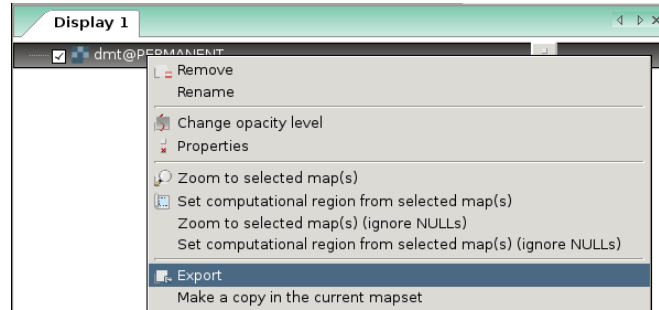 Display 1
dmt@PERMANENT
Remove
Rename
Change opacity level
Properties
Zoom to selected map(s)
Set computational region from selected map(s)
Zoom to selected map(s) (ignore NULLs)
Set computational region from selected map(s) (ignore NULLs)
Export
Make a copy in the current mapset